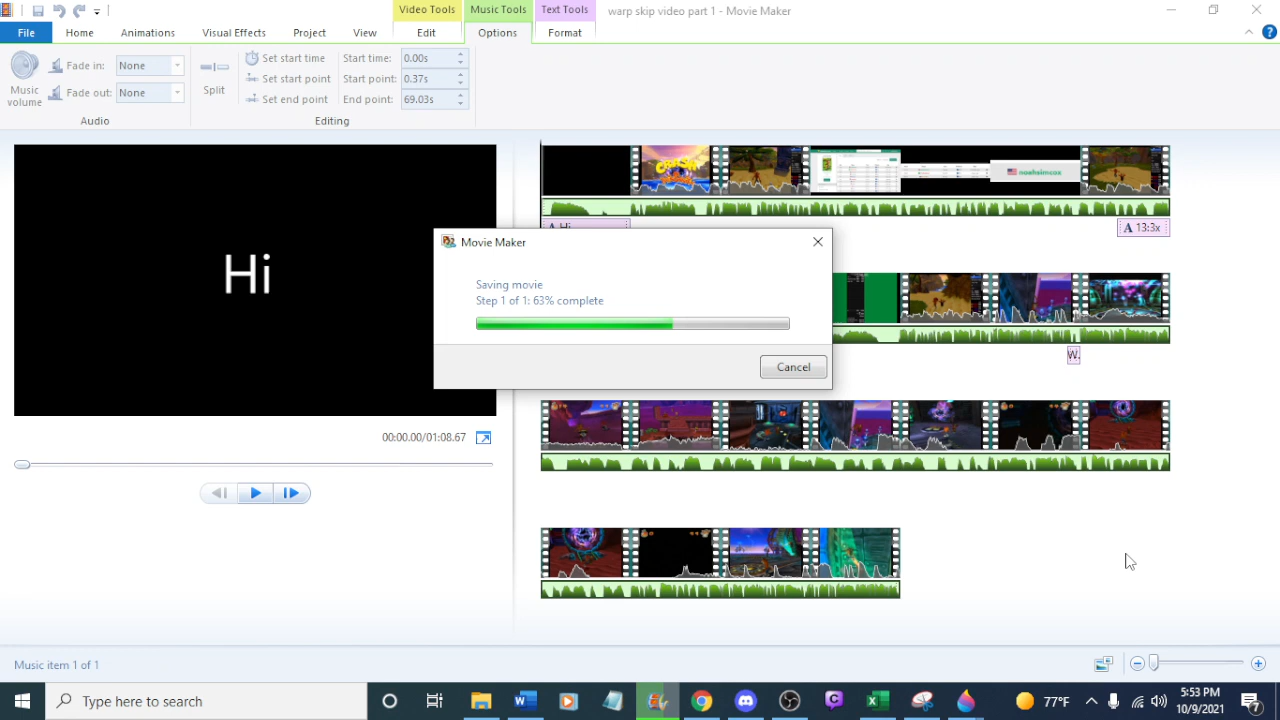 Video Tools Music Tools Text Tools warp skip video part 1 - Movie Maker
File Home Animations Visual Effects Project View Edit Options Format
Music volume
Fade in: None
Fade out: None
Audio
Split
Set start time
Set start point
Set end point
Start time: 0.00s
Start point: 0.37s
End point: 69.03s
Editing
Hi
00:00.00/01:08.67
noahsimcox
A Hi
A 13:3x
W.
Movie Maker
Saving movie
Step 1 of 1: 63% complete
Cancel
Music item 1 of 1
Type here to search
77°F
5:53 PM
10/9/2021
7